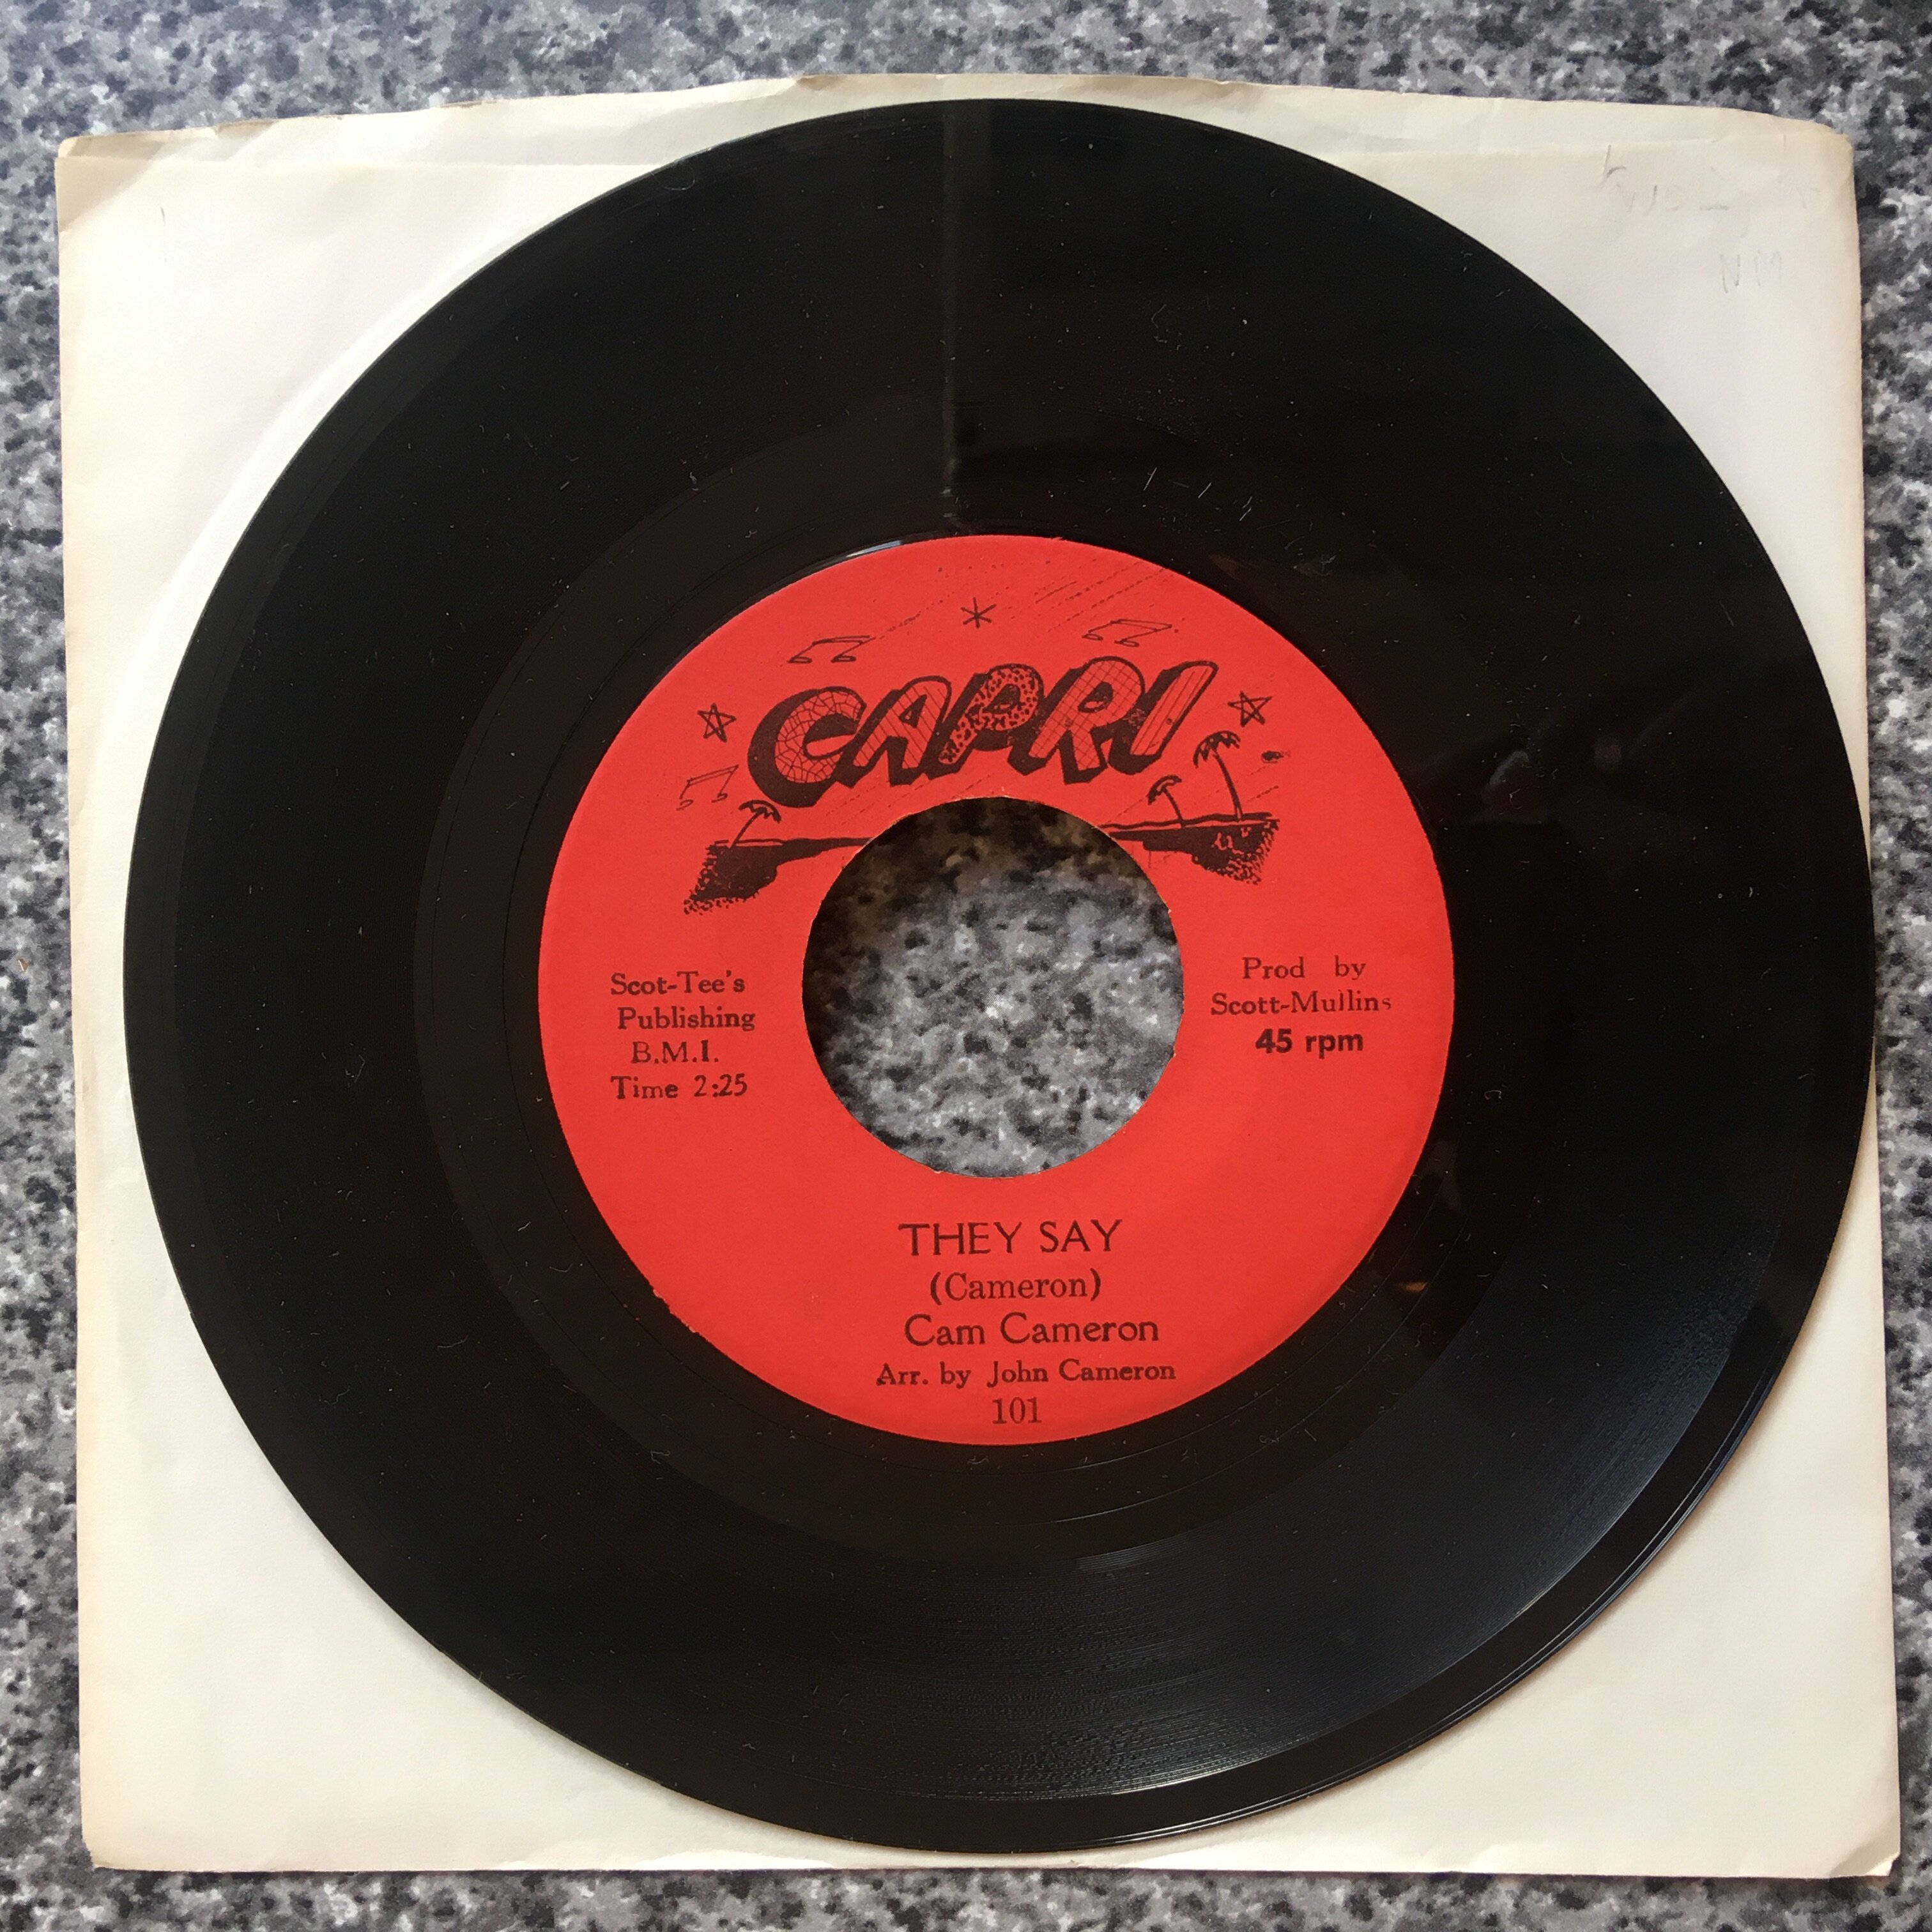 CAPRI
Scot-Tee's
Publishing
B.M.I.
Time 2:25
Prod by
Scott-Mullins
45 rpm
THEY SAY
(Cameron)
Cam Cameron
Arr. by John Cameron
101